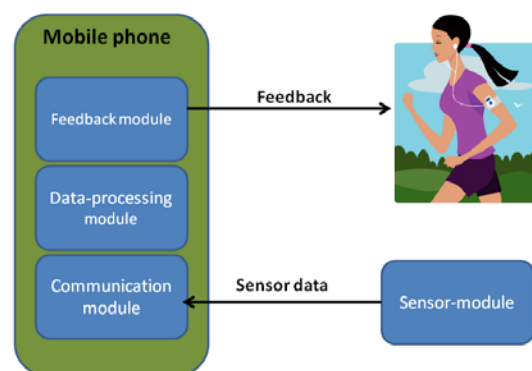 Mobile phone
Feedback module
Feedback
Data-processing
module
Communication
module
Sensor data
Sensor-module